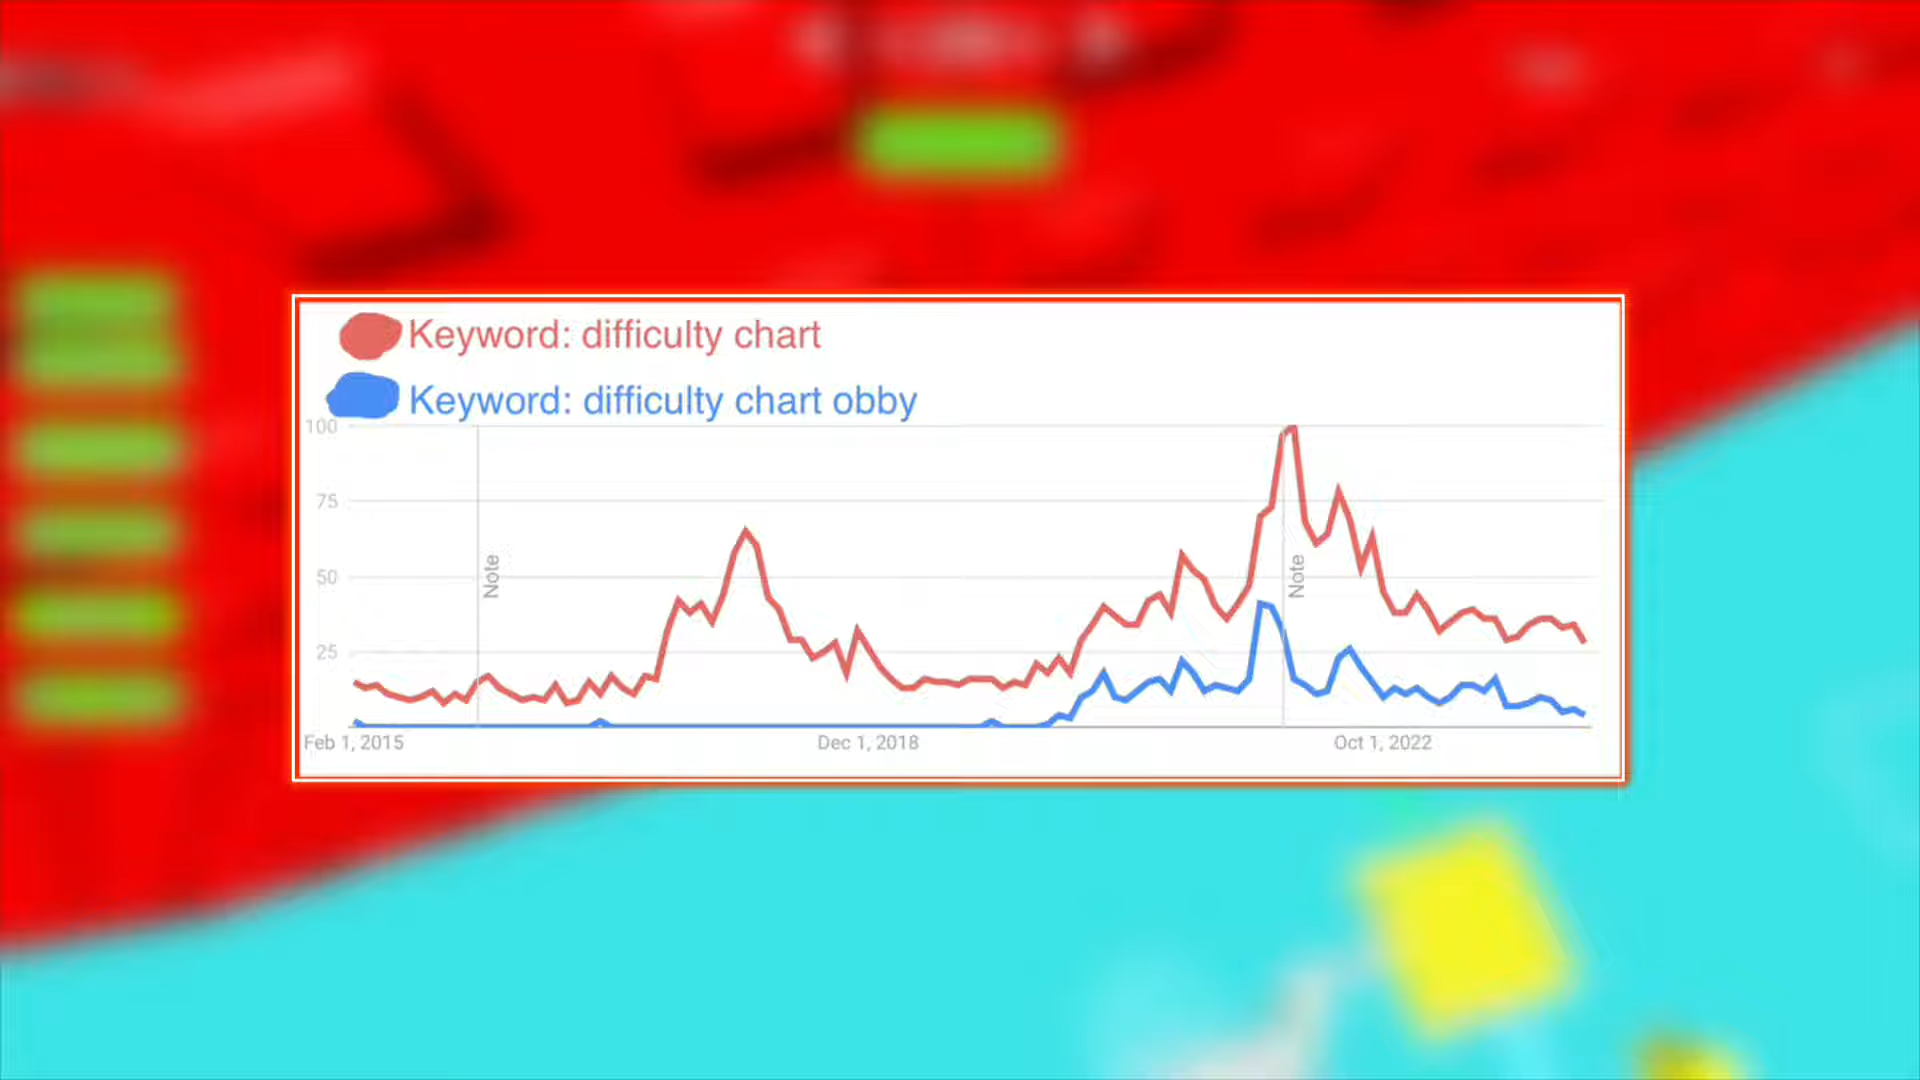 Keyword: difficulty chart
Keyword: difficulty chart obby
100
75
50
25
Note
Note
Feb 1, 2015
Dec 1, 2018
Oct 1, 2022